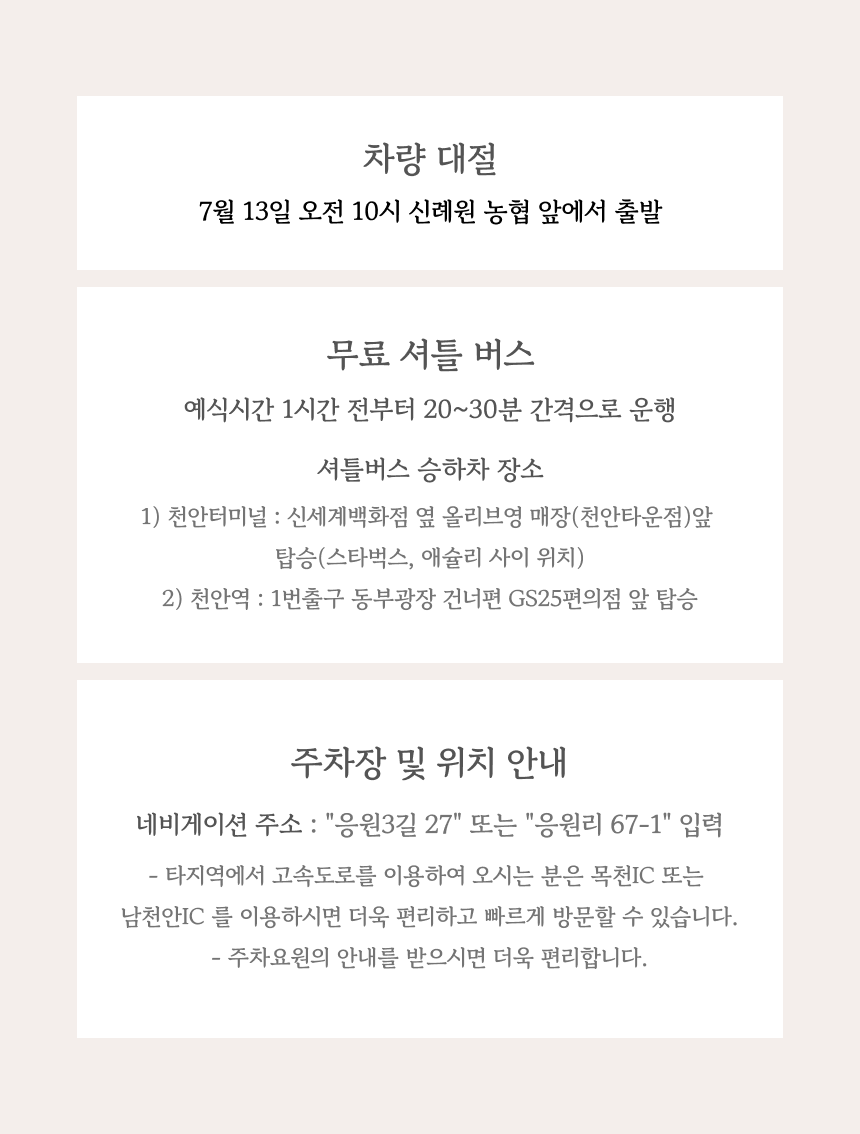 차량 대절
7월 13일 오전 10시 신례원 농협 앞에서 출발
무료 셔틀 버스
예식시간 1시간 전부터 20~30분 간격으로 운행
셔틀버스 승하차 장소
1) 천안터미널 : 신세계백화점 옆 올리브영 매장(천안타운점)앞
탑승(스타벅스, 애슐리 사이 위치)
2) 천안역 : 1번출구 동부광장 건너편 GS25편의점 앞 탑승
주차장 및 위치 안내
네비게이션 주소 : "응원3길 27" 또는 "응원리 67-1" 입력
- 타지역에서 고속도로를 이용하여 오시는 분은 목천IC 또는
남천안IC 를 이용하시면 더욱 편리하고 빠르게 방문할 수 있습니다.
- 주차요원의 안내를 받으시면 더욱 편리합니다.